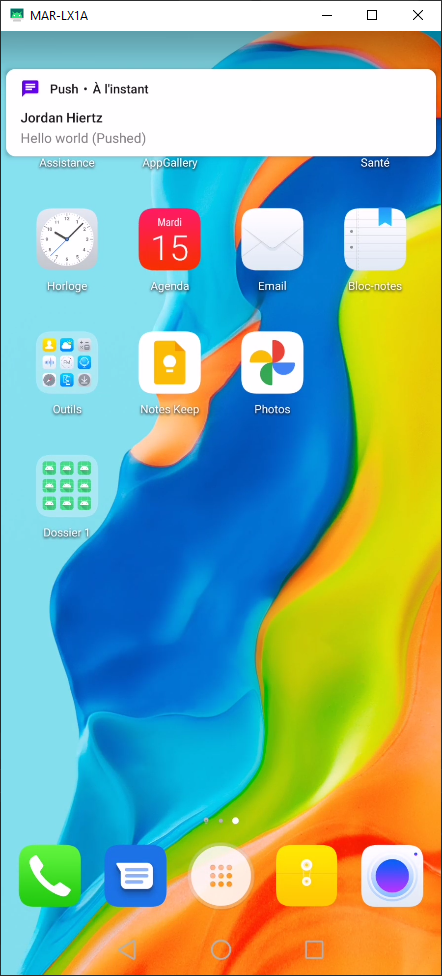 MAR-LX1A
Push • À l'instant
Jordan Hiertz
Hello world (Pushed)
Assistance
AppGallery
Santé
Mardi
15
Horloge
Agenda
Email
Bloc-notes
Outils
Notes Keep
Photos
Dossier 1